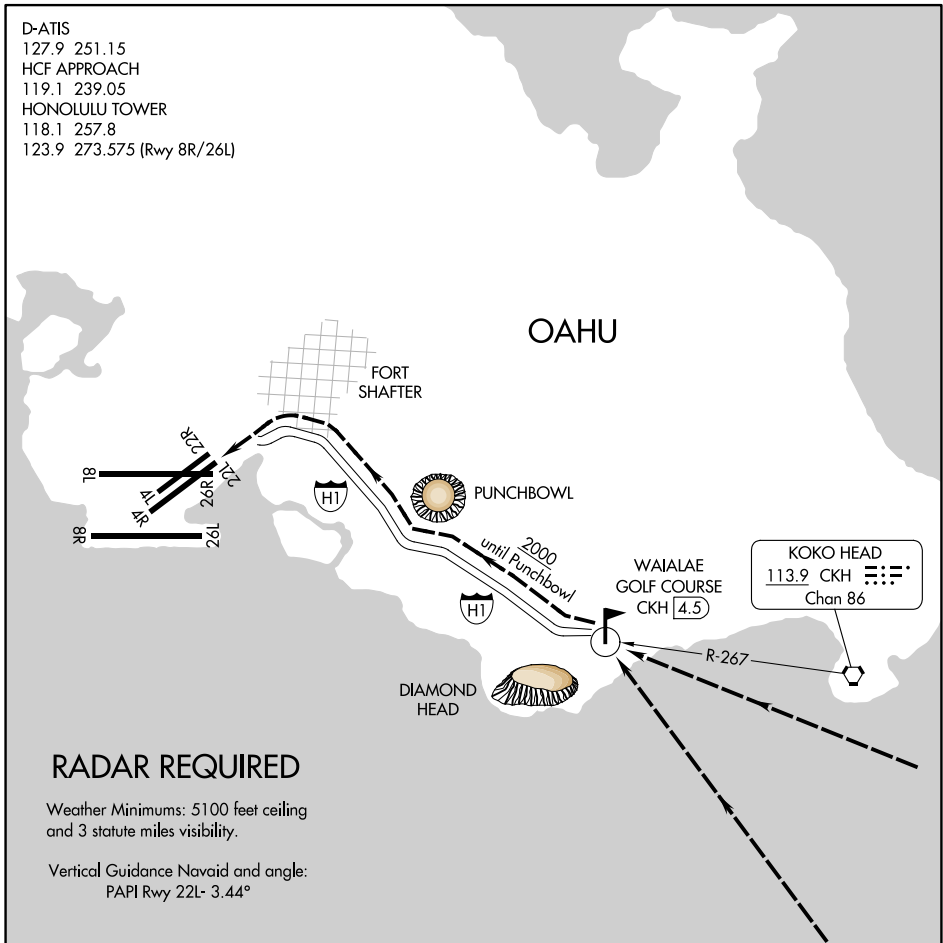 D-ATIS
127.9 251.15
HCF APPROACH
119.1 239.05
HONOLULU TOWER
118.1 257.8
123.9 273.575 (Rwy 8R/26L)
OAHU
FORT
SHAFTER
22R
22L
8L
26R
4L
4R
8R
26L
H1
PUNCHBOWL
2000
until Punchbowl
H1
WAIALAE
GOLF COURSE
CKH 4.5
KOKO HEAD
113.9 CKH
Chan 86
R-267
DIAMOND
HEAD
RADAR REQUIRED
Weather Minimums: 5100 feet ceiling
and 3 statute miles visibility.
Vertical Guidance Navaid and angle:
PAPI Rwy 22L- 3.44°